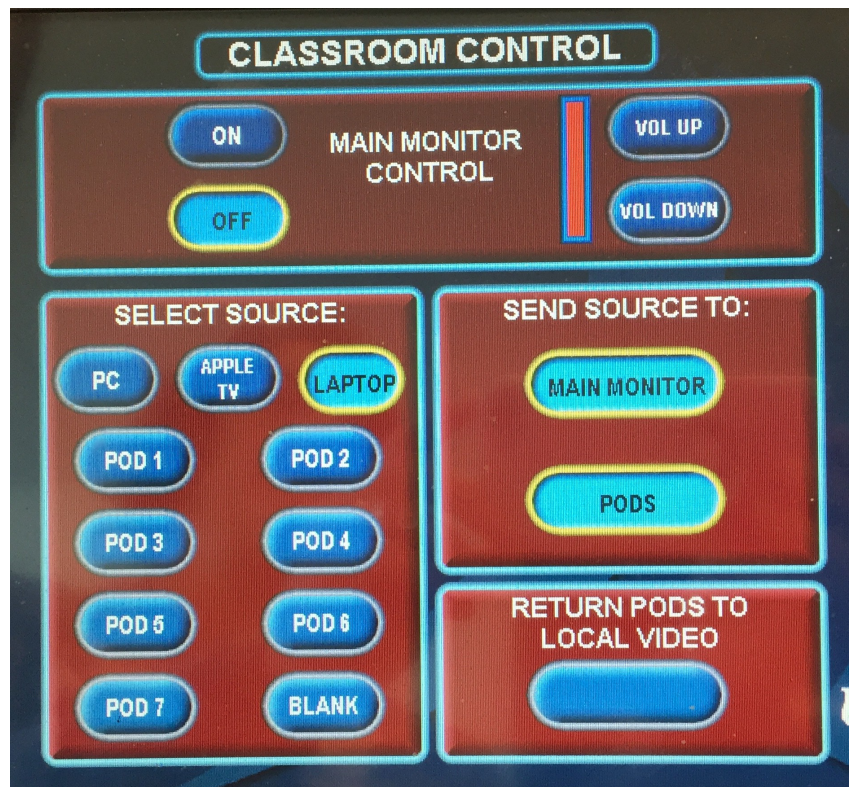 CLASSROOM CONTROL
ON
MAIN MONITOR
CONTROL
VOL UP
OFF
VOL DOWN
SELECT SOURCE:
PC
APPLE
TV
LAPTOP
POD 1
POD 2
POD 3
POD 4
POD 5
POD 6
POD 7
BLANK
SEND SOURCE TO:
MAIN MONITOR
PODS
RETURN PODS TO
LOCAL VIDEO